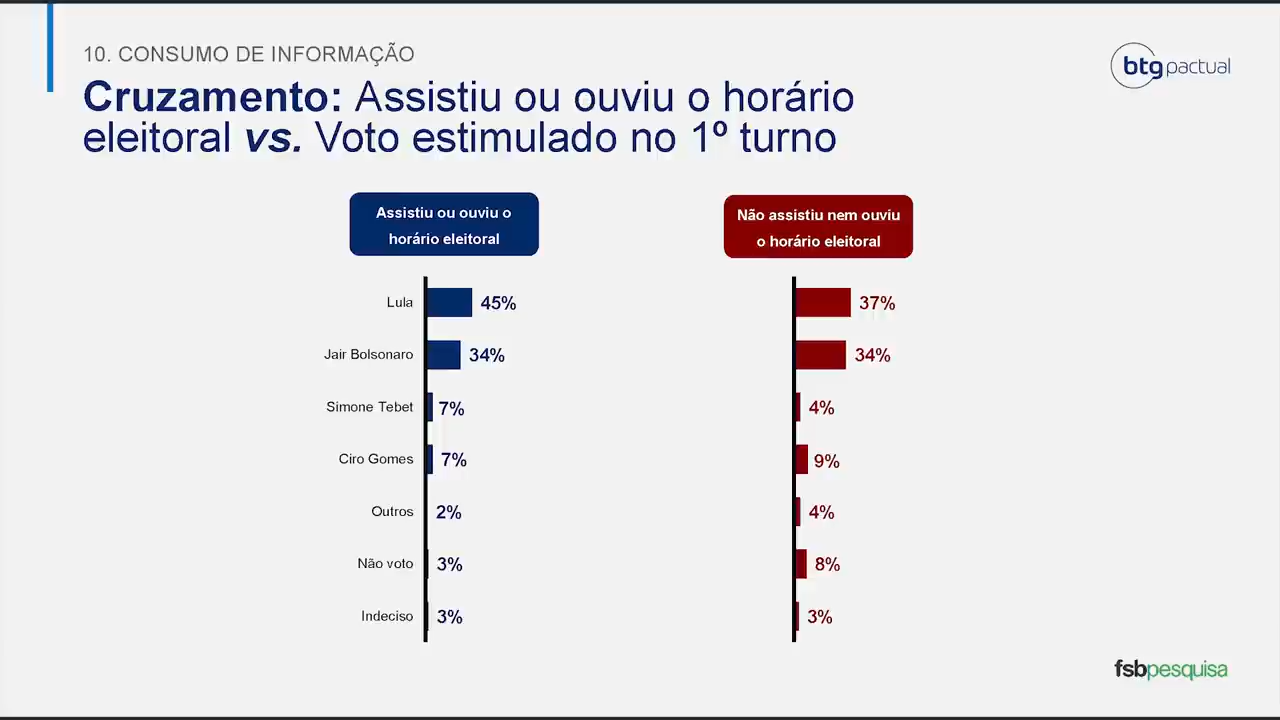 10. CONSUMO DE INFORMAÇÃO
btgpactual
Cruzamento: Assistiu ou ouviu o horário
eleitoral vs. Voto estimulado no 1º turno
Assistiu ou ouviu o
horário eleitoral
Não assistiu nem ouviu
o horário eleitoral
Lula 45% 37%
Jair Bolsonaro 34% 34%
Simone Tebet 7% 4%
Ciro Gomes 7% 9%
Outros 2% 4%
Não voto 3% 8%
Indeciso 3% 3%
fsbpesquisa